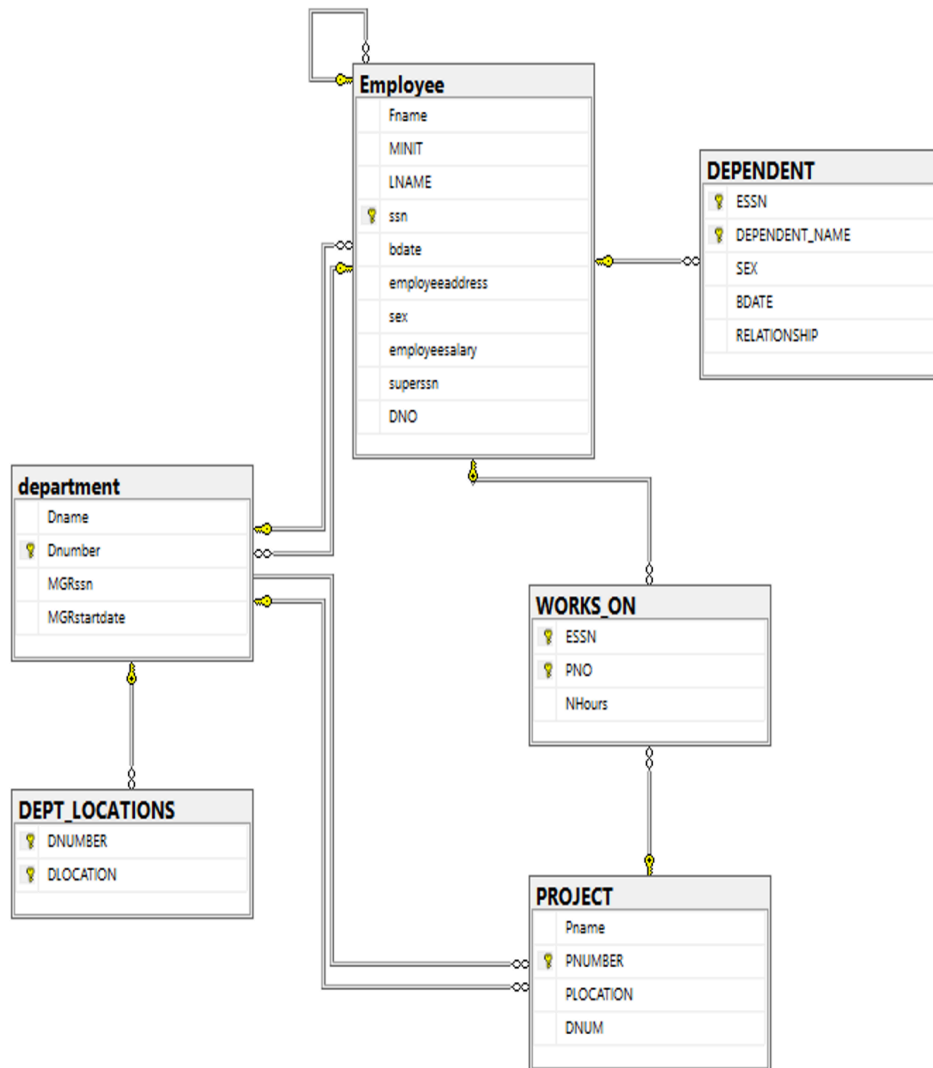 Employee
Fname
MINIT
LNAME
ssn
bdate
employeeaddress
sex
employeesalary
superssn
DNO
DEPENDENT
ESSN
DEPENDENT_NAME
SEX
BDATE
RELATIONSHIP
department
Dname
Dnumber
MGRssn
MGRstartdate
WORKS_ON
ESSN
PNO
NHours
DEPT_LOCATIONS
DNUMBER
DLOCATION
PROJECT
Pname
PNUMBER
PLOCATION
DNUM